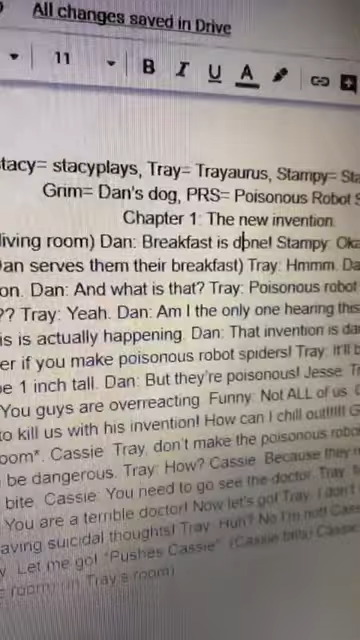 All changes saved in Drive
11 B I U A
tacy= stacyplays, Tray= Trayaurus, Stampy= Sta
Grim= Dan's dog, PRS= Poisonous Robot S
Chapter 1: The new invention
living room) Dan: Breakfast is done! Stampy: Oka
Dan serves them their breakfast) Tray: Hmmm. Da
on. Dan: And what is that? Tray: Poisonous robot
?? Tray: Yeah. Dan: Am I the only one hearing this
is is actually happening. Dan: That invention is da
er if you make poisonous robot spiders! Tray: It'll b
be 1 inch tall. Dan: But they're poisonous! Jesse: Tr
You guys are overreacting. Funny: Not ALL of us
to kill us with his invention! How can I chill out!!!!! G
oom*. Cassie: Tray, don't make the poisonous robo
be dangerous. Tray: How? Cassie: Because they'r
bite. Cassie: You need to go see the doctor. Tray: I
You are a terrible doctor! Now let's go! Tray: I don't
aving suicidal thoughts! Tray: Huh? No I'm not! Cass
Let me go! *Pushes Cassie* (Cassie falls) Cassie:
room) (in Tray's room)